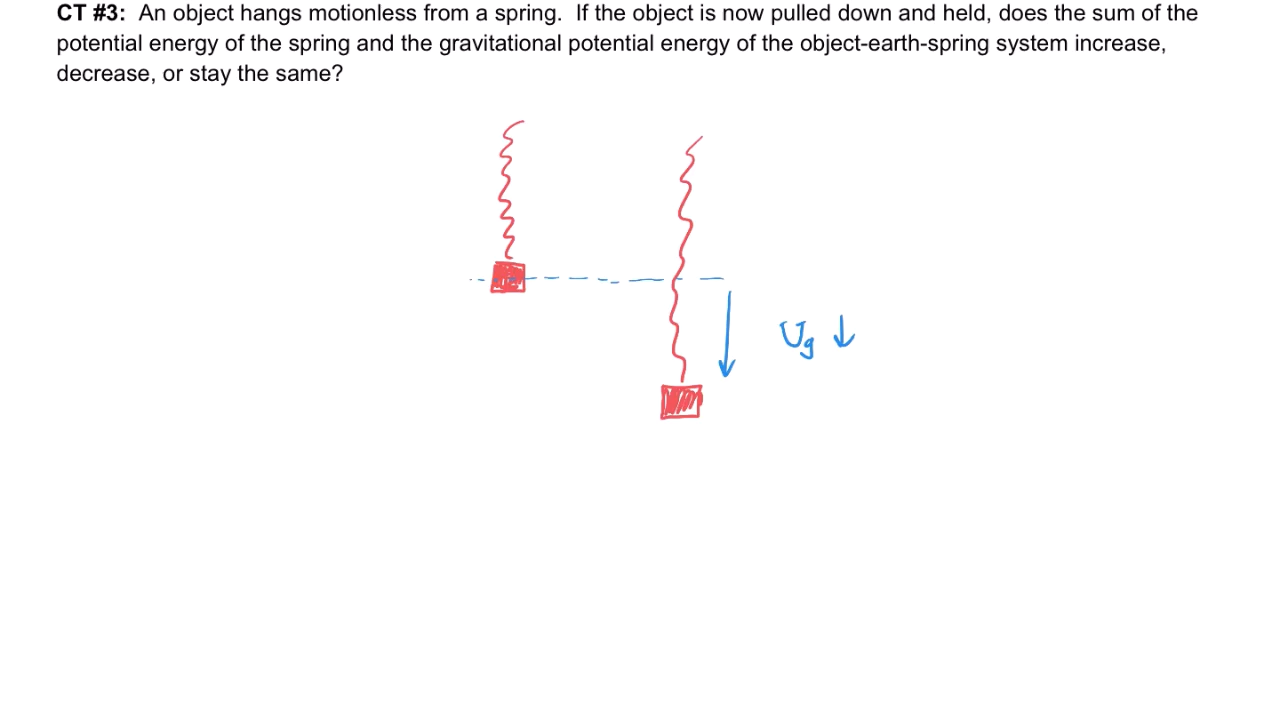 CT #3: An object hangs motionless from a spring. If the object is now pulled down and held, does the sum of the
potential energy of the spring and the gravitational potential energy of the object-earth-spring system increase,
decrease, or stay the same?
Ug ↓